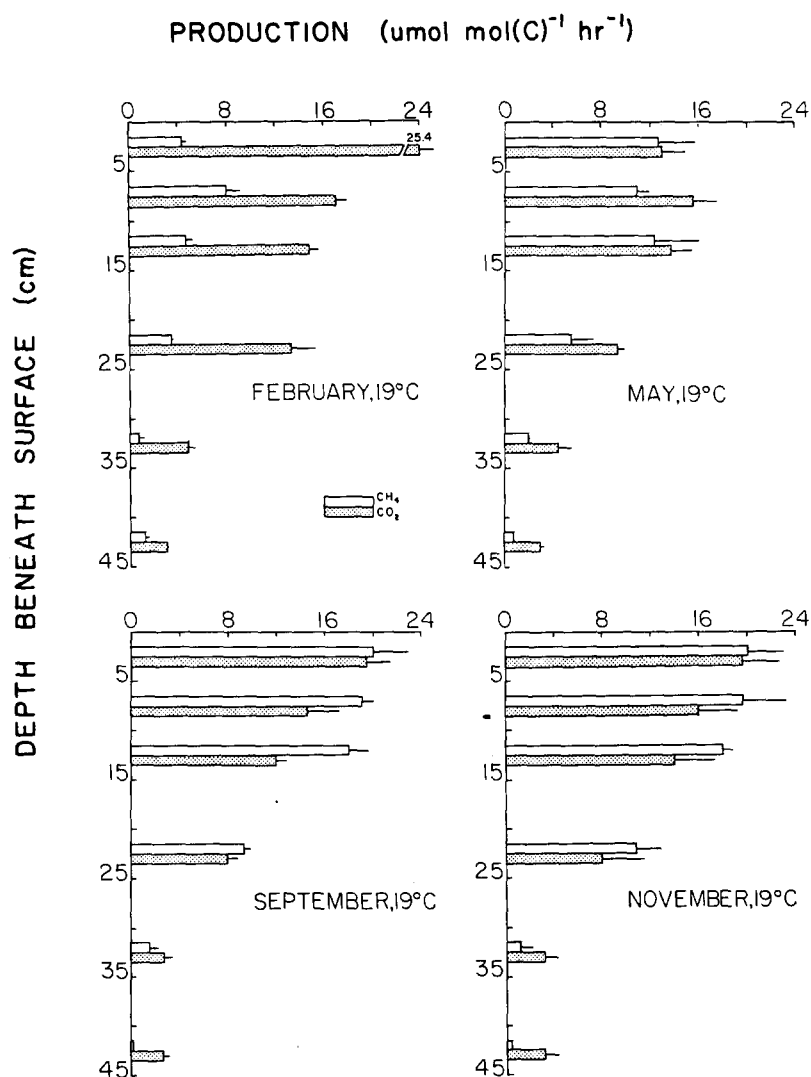 PRODUCTION (umol mol(C)⁻¹ hr⁻¹)
DEPTH BENEATH SURFACE (cm)
0 8 16 24
25.4
5
15
25
35
45
FEBRUARY,19°C
CH₄
CO₂
0 8 16 24
5
15
25
35
45
MAY,19°C
0 8 16 24
5
15
25
35
45
SEPTEMBER,19°C
0 8 16 24
5
15
25
35
45
NOVEMBER,19°C